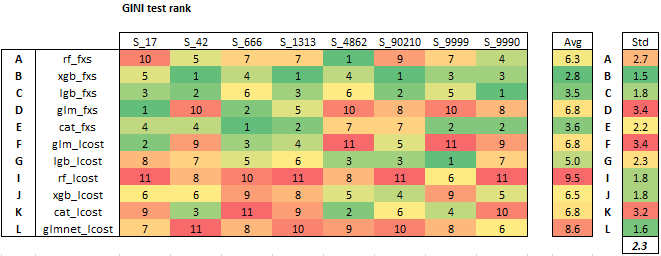 GINI test rank
S_17 S_42 S_666 S_1313 S_4862 S_90210 S_9999 S_9990 Avg Std
A rf_fxs 10 5 7 7 1 9 7 4 6.3 A 2.7
B xgb_fxs 5 1 4 1 4 1 3 3 2.8 B 1.5
C lgb_fxs 3 2 6 3 6 2 5 1 3.5 C 1.8
D glm_fxs 1 10 2 5 10 8 10 8 6.8 D 3.4
E cat_fxs 4 4 1 2 7 7 2 2 3.6 E 2.2
F glm_lcost 2 9 3 4 11 5 11 9 6.8 F 3.4
G lgb_lcost 8 7 5 6 3 3 1 7 5.0 G 2.3
I rf_lcost 11 8 10 11 8 11 6 11 9.5 I 1.8
J xgb_lcost 6 6 9 8 5 4 9 5 6.5 J 1.8
K cat_lcost 9 3 11 9 2 6 4 10 6.8 K 3.2
L glmnet_lcost 7 11 8 10 9 10 8 6 8.6 L 1.6
2.3